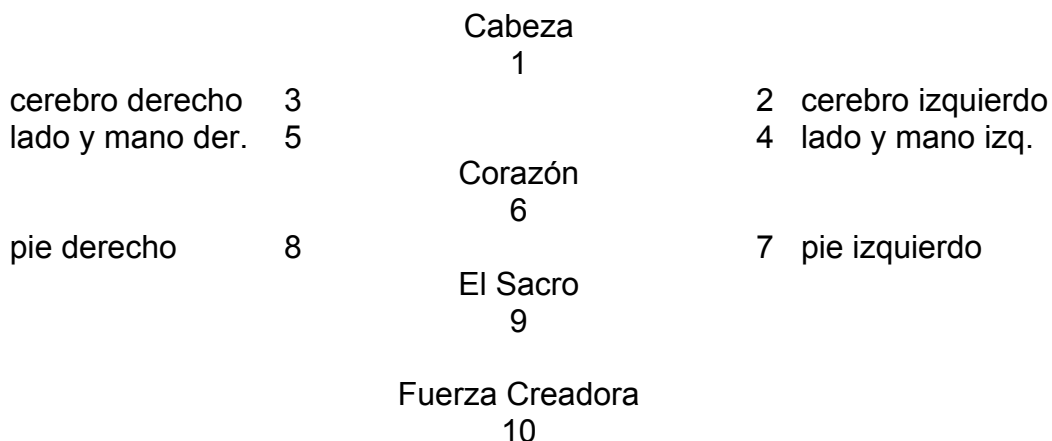 Cabeza
1
cerebro derecho 3 2 cerebro izquierdo
lado y mano der. 5 4 lado y mano izq.
Corazón
6
pie derecho 8 7 pie izquierdo
El Sacro
9
Fuerza Creadora
10